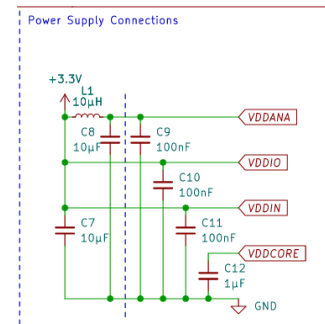 Power Supply Connections
+3.3V
L1
10µH
C8
10µF
C9
100nF
VDDANA
C10
100nF
VDDIO
C7
10µF
C11
100nF
VDDIN
C12
1µF
VDDCORE
GND